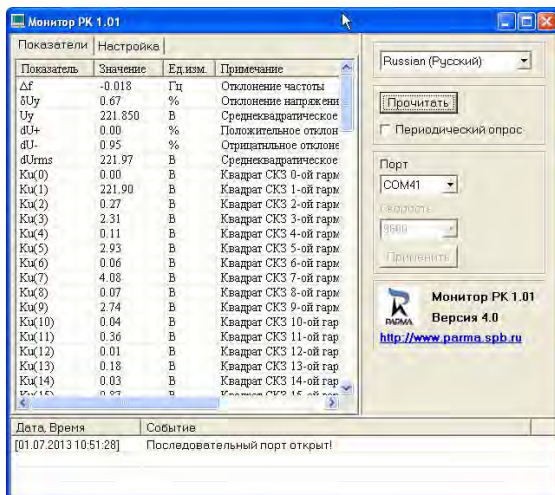 Монитор РК 1.01
Показатели Настройка
Показатель Значение Ед.изм. Примечание
Δf -0.018 Гц Отклонение частоты
δUy 0.67 % Отклонение напряжени
Uy 221.850 В Среднеквадратическое
dU+ 0.00 % Положительное отклон
dU- 0.95 % Отрицатильное отклоне
dUrms 221.97 В Среднеквадратическое
Ku(0) 0.00 В Квадрат СКЗ 0-ой гарм
Ku(1) 221.90 В Квадрат СКЗ 1-ой гарм
Ku(2) 0.27 В Квадрат СКЗ 2-ой гарм
Ku(3) 2.31 В Квадрат СКЗ 3-ой гарм
Ku(4) 0.11 В Квадрат СКЗ 4-ой гарм
Ku(5) 2.93 В Квадрат СКЗ 5-ой гарм
Ku(6) 0.06 В Квадрат СКЗ 6-ой гарм
Ku(7) 4.08 В Квадрат СКЗ 7-ой гарм
Ku(8) 0.07 В Квадрат СКЗ 8-ой гарм
Ku(9) 2.74 В Квадрат СКЗ 9-ой гарм
Ku(10) 0.04 В Квадрат СКЗ 10-ой гар
Ku(11) 0.36 В Квадрат СКЗ 11-ой гар
Ku(12) 0.01 В Квадрат СКЗ 12-ой гар
Ku(13) 0.18 В Квадрат СКЗ 13-ой гар
Ku(14) 0.03 В Квадрат СКЗ 14-ой гар
Russian (Русский)
Прочитать
Периодический опрос
Порт
COM41
Скорость
9600
Применить
PARMA
Монитор РК 1.01
Версия 4.0
http://www.parma.spb.ru
Дата, Время Событие
[01.07.2013 10:51:28] Последовательный порт открыт!